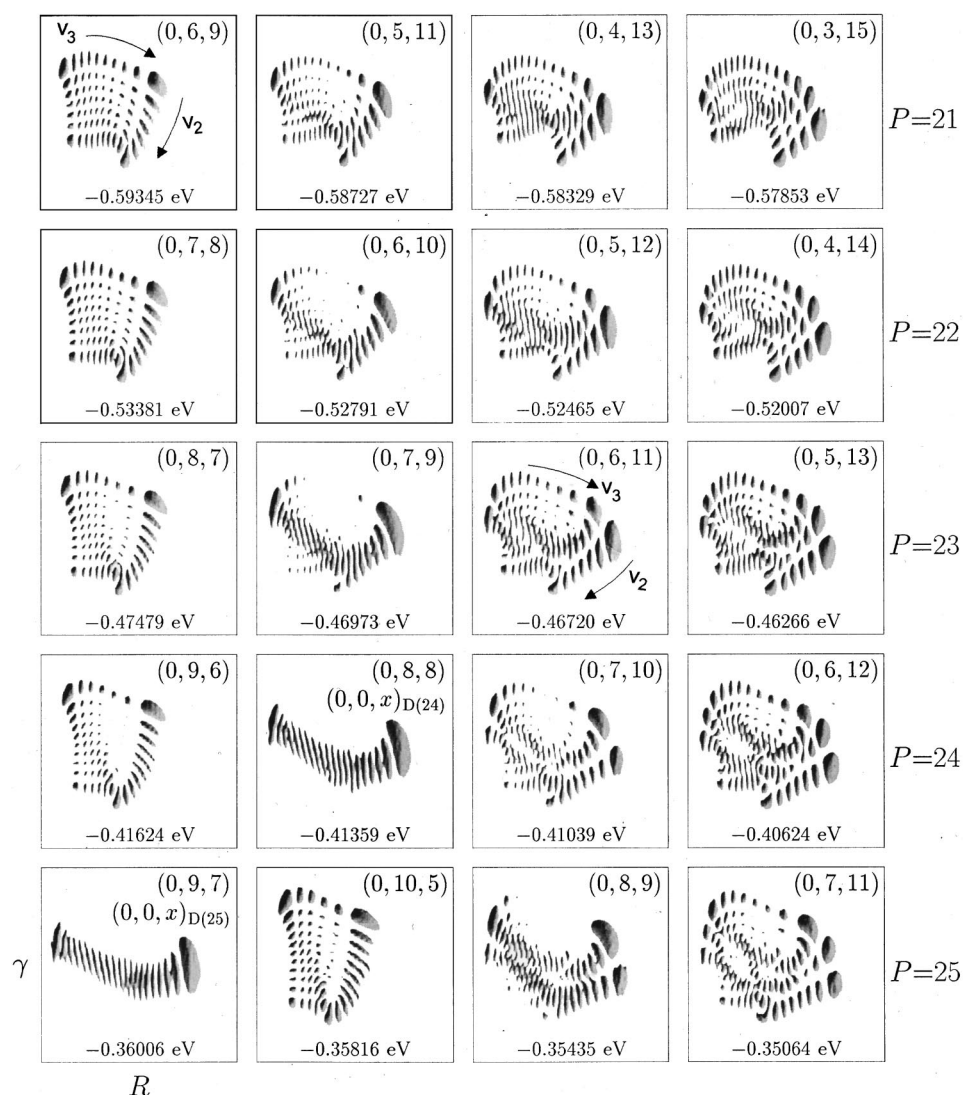 (0, 6, 9) (0, 5, 11) (0, 4, 13) (0, 3, 15)
v3
v2
P=21
−0.59345 eV −0.58727 eV −0.58329 eV −0.57853 eV
(0, 7, 8) (0, 6, 10) (0, 5, 12) (0, 4, 14)
P=22
−0.53381 eV −0.52791 eV −0.52465 eV −0.52007 eV
(0, 8, 7) (0, 7, 9) (0, 6, 11) (0, 5, 13)
v3
v2
P=23
−0.47479 eV −0.46973 eV −0.46720 eV −0.46266 eV
(0, 9, 6) (0, 8, 8) (0, 7, 10) (0, 6, 12)
(0, 0, x)D(24)
P=24
−0.41624 eV −0.41359 eV −0.41039 eV −0.40624 eV
(0, 9, 7) (0, 10, 5) (0, 8, 9) (0, 7, 11)
(0, 0, x)D(25)
γ
P=25
−0.36006 eV −0.35816 eV −0.35435 eV −0.35064 eV
R